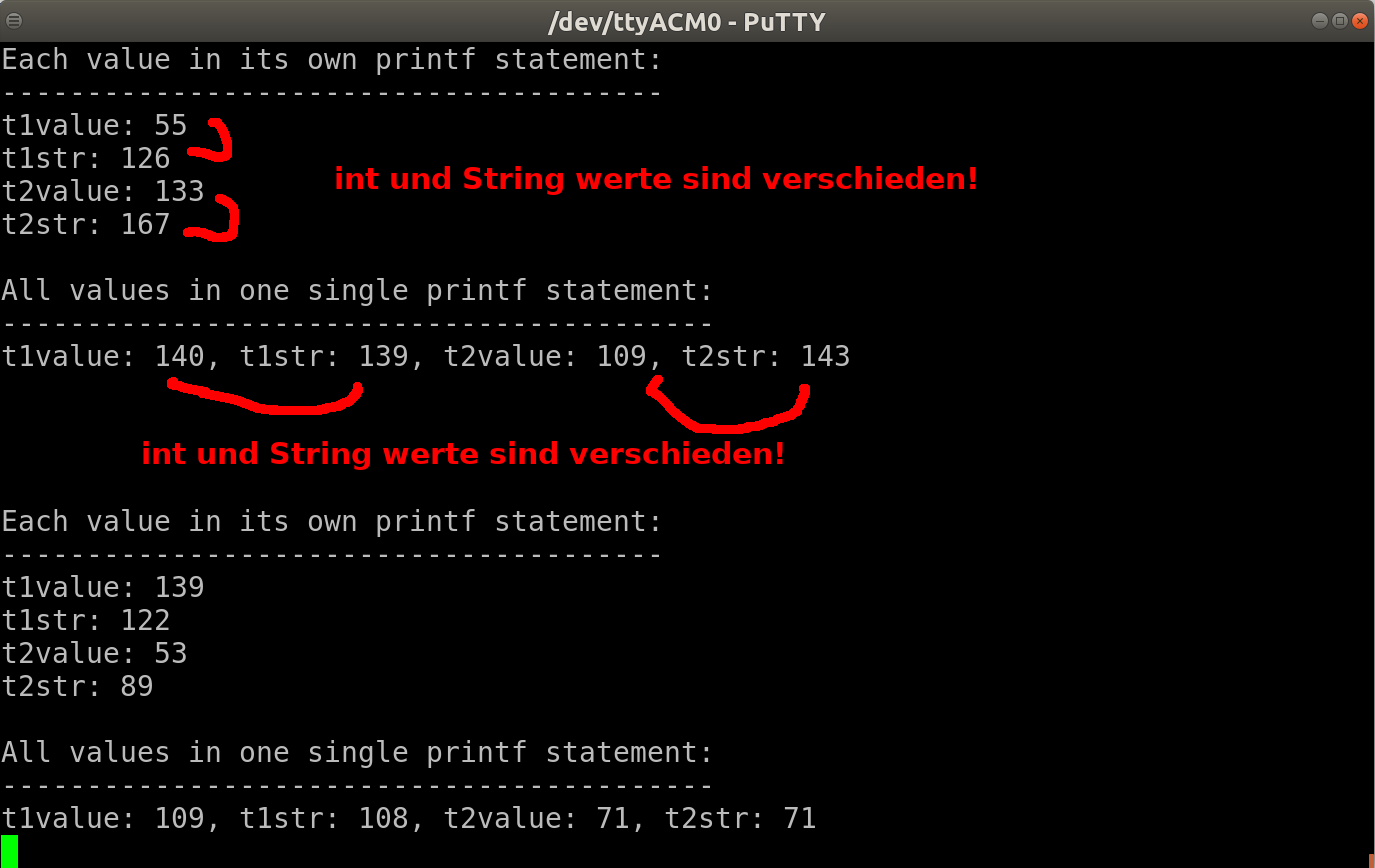 /dev/ttyACM0 - PuTTY
Each value in its own printf statement:
---------------------------------------
t1value: 55
t1str: 126
int und String werte sind verschieden!
t2value: 133
t2str: 167
All values in one single printf statement:
------------------------------------------
t1value: 140, t1str: 139, t2value: 109, t2str: 143
int und String werte sind verschieden!
Each value in its own printf statement:
---------------------------------------
t1value: 139
t1str: 122
t2value: 53
t2str: 89
All values in one single printf statement:
------------------------------------------
t1value: 109, t1str: 108, t2value: 71, t2str: 71